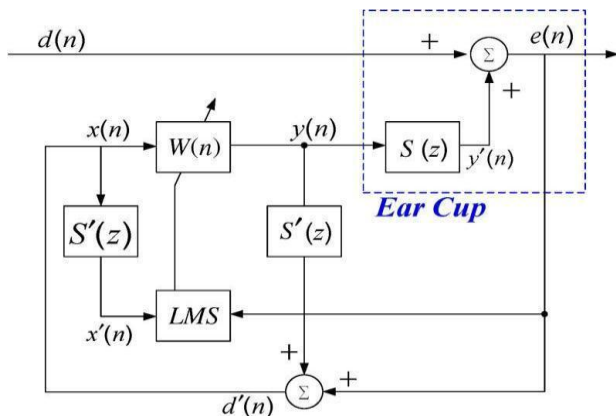 d(n)
+
Σ
e(n)
+
x(n)
W(n)
y(n)
S (z)
y′(n)
Ear Cup
S′(z)
S′(z)
LMS
x′(n)
+
Σ
+
d′(n)